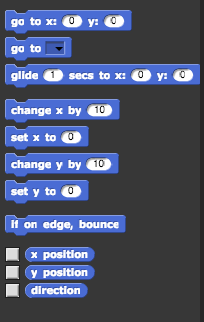 go to x: 0 y: 0
go to
glide 1 secs to x: 0 y: 0
change x by 10
set x to 0
change y by 10
set y to 0
if on edge, bounce
x position
y position
direction